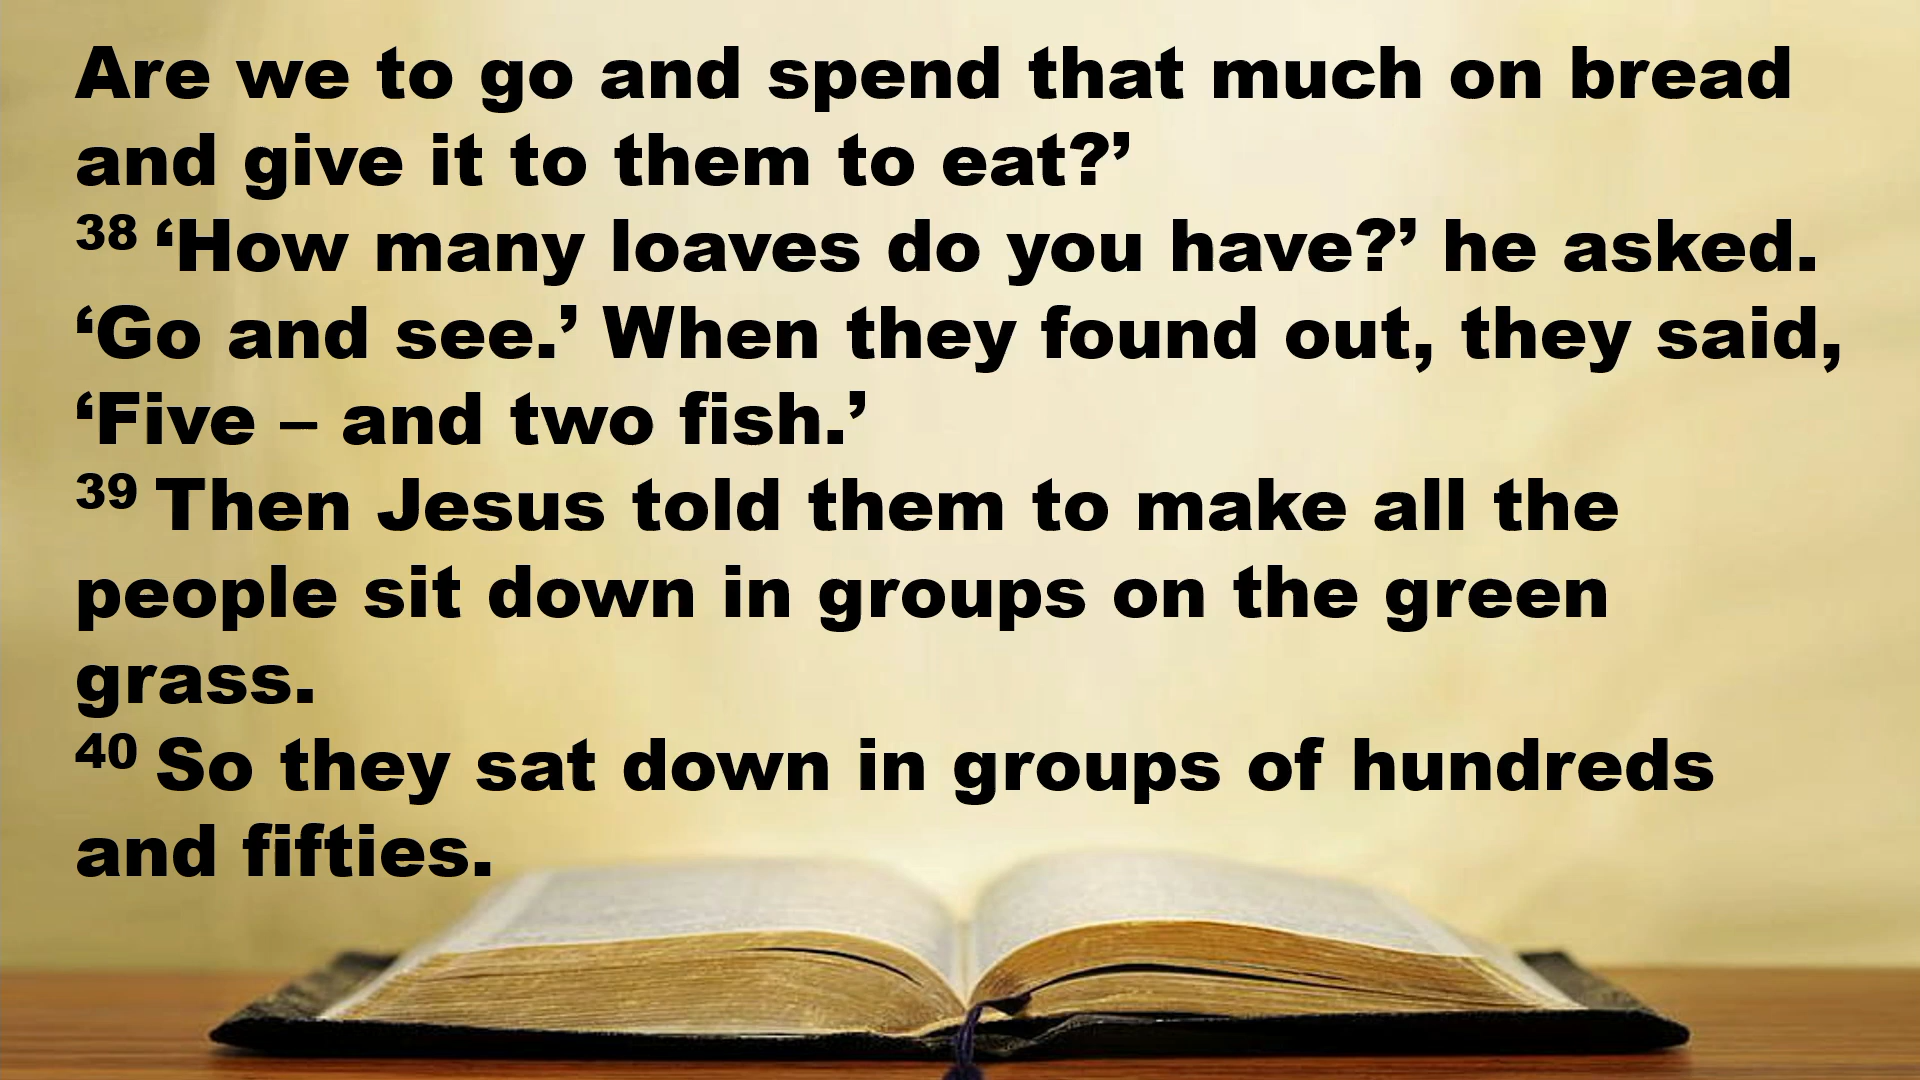 Are we to go and spend that much on bread
and give it to them to eat?’
38 ‘How many loaves do you have?’ he asked.
‘Go and see.’ When they found out, they said,
‘Five – and two fish.’
39 Then Jesus told them to make all the
people sit down in groups on the green
grass.
40 So they sat down in groups of hundreds
and fifties.